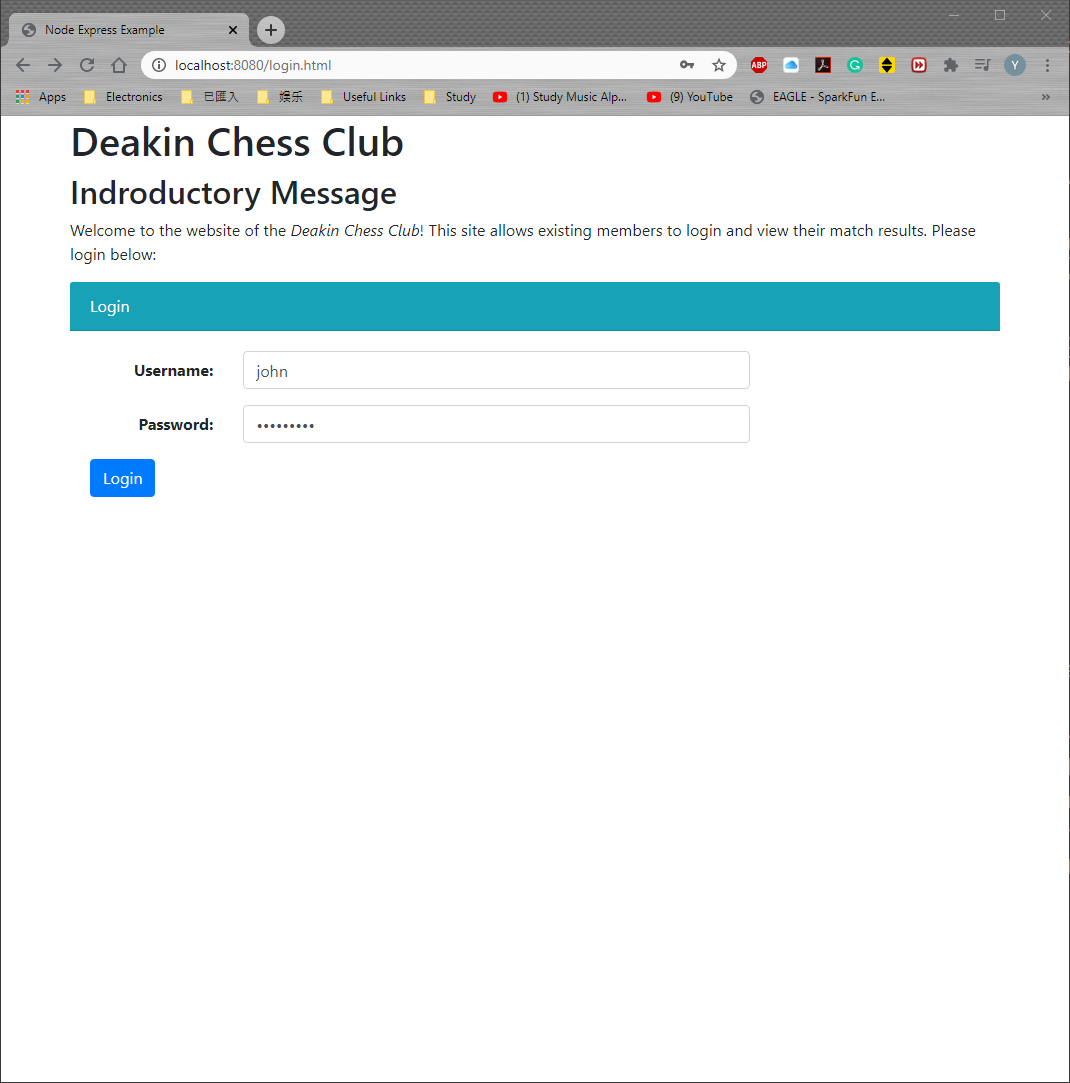 Node Express Example
localhost:8080/login.html
ABP
Apps Electronics 已匯入 娱乐 Useful Links Study (1) Study Music Alp... (9) YouTube EAGLE - SparkFun E... »
Y
Deakin Chess Club
Indroductory Message
Welcome to the website of the Deakin Chess Club! This site allows existing members to login and view their match results. Please
login below:
Login
Username: john
Password: •••••••••
Login